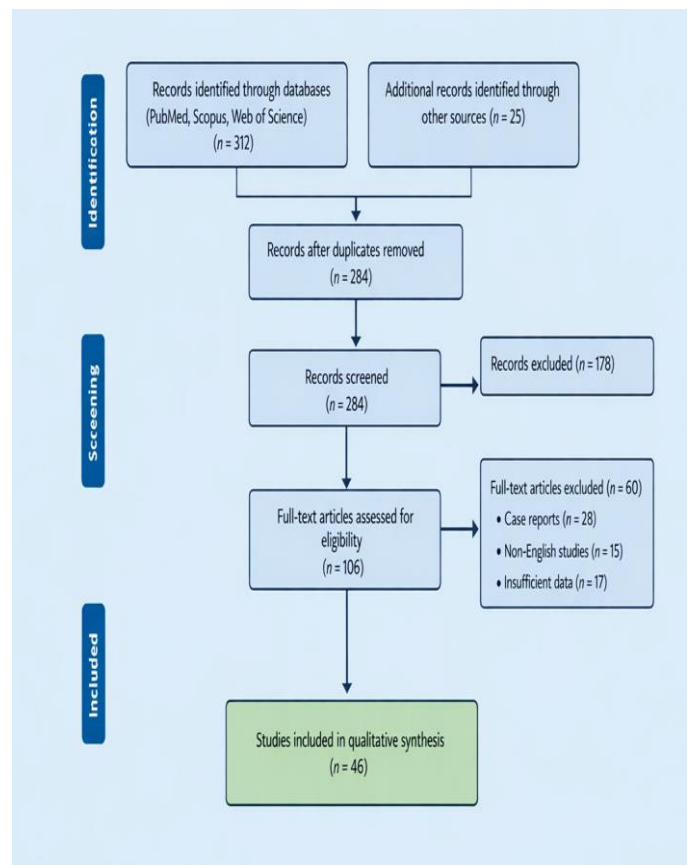 Identification
Records identified through databases
(PubMed, Scopus, Web of Science)
(n = 312)
Additional records identified through
other sources (n = 25)
Records after duplicates removed
(n = 284)
Scceening
Records screened
(n = 284)
Records excluded (n = 178)
Full-text articles assessed for
eligibility
(n = 106)
Full-text articles excluded (n = 60)
• Case reports (n = 28)
• Non-English studies (n = 15)
• Insufficient data (n = 17)
Included
Studies included in qualitative synthesis
(n = 46)